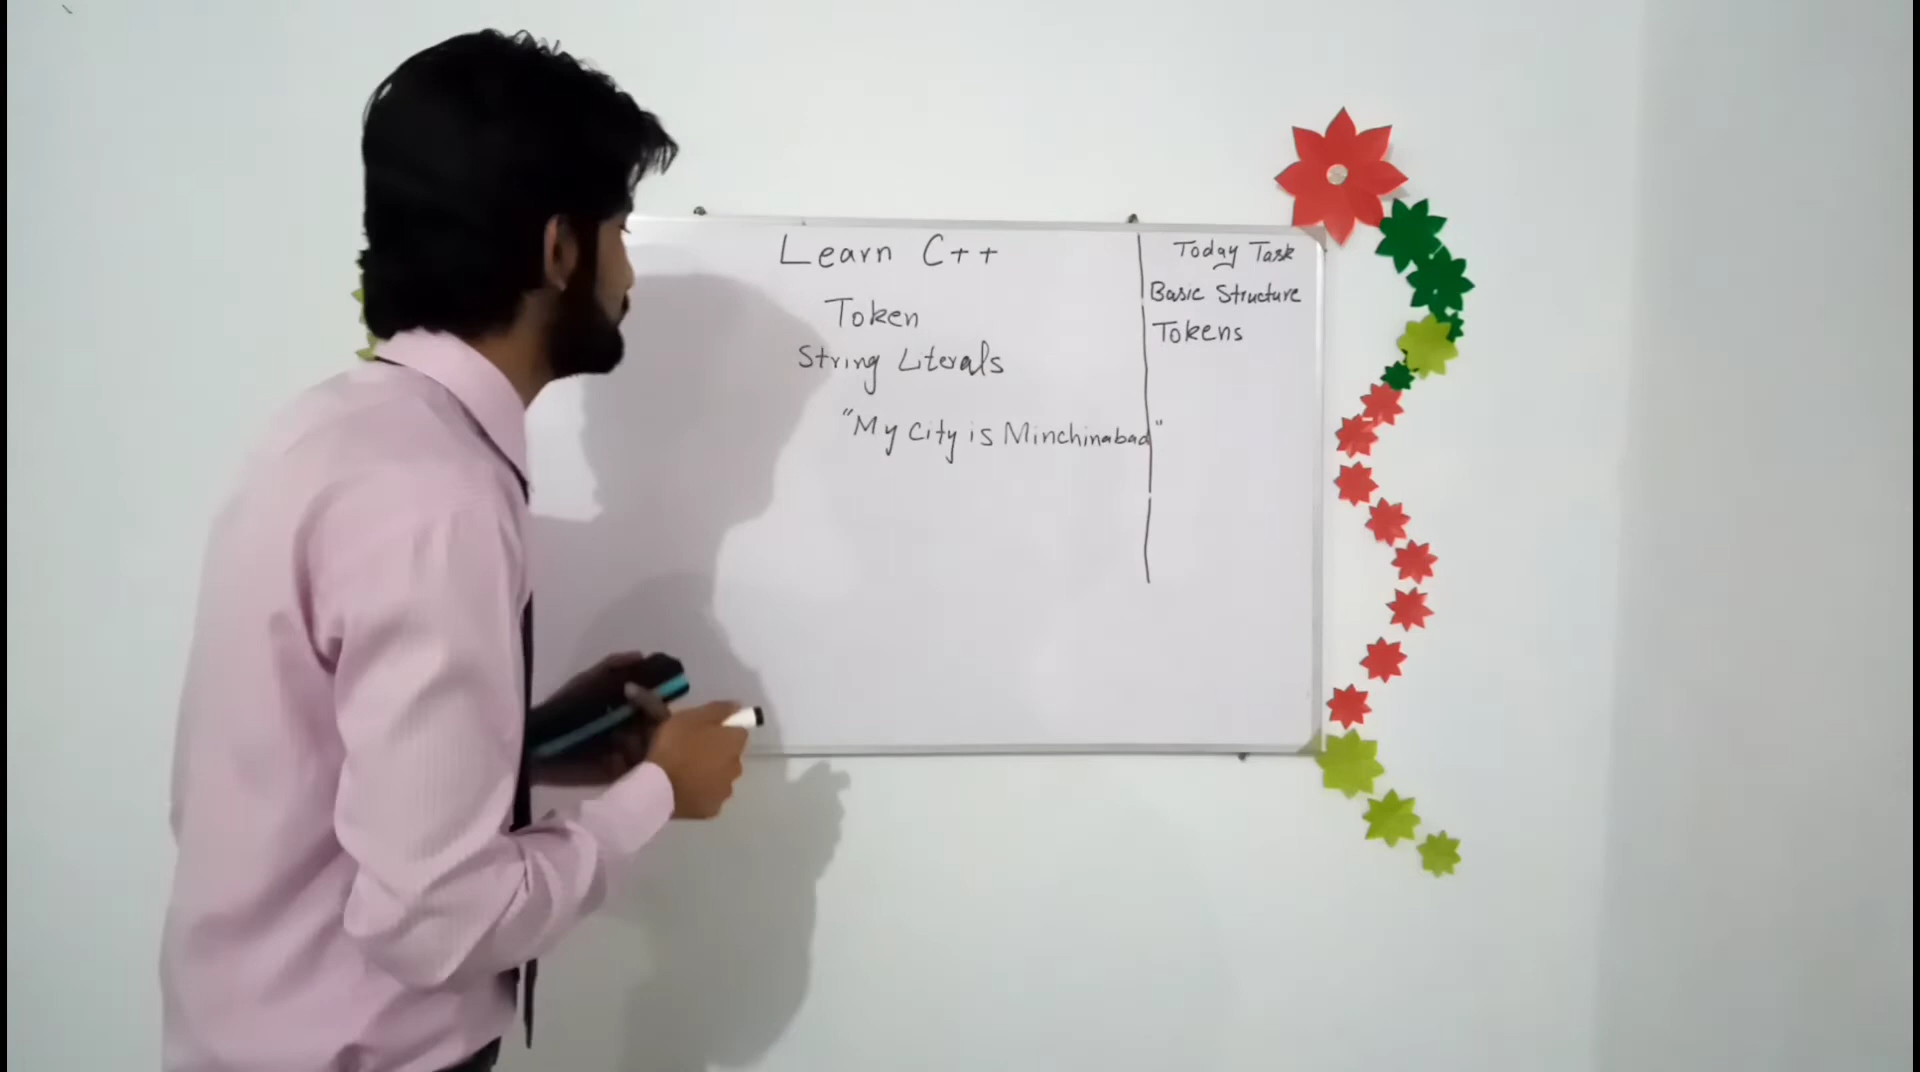 Learn C++
Token
String Literals
"My City is Minchinabad"
Today Task
Basic Structure
Tokens